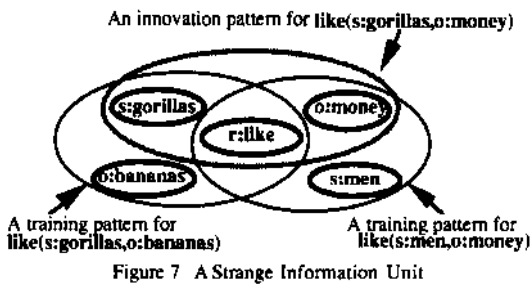 An innovation pattern for like(s:gorillas,o:money)
s:gorillas
o:money
r:like
o:bananas
s:men
A training pattern for
like(s:gorillas,o:bananas)
A training pattern for
like(s:men,o:money)
Figure 7 A Strange Information Unit